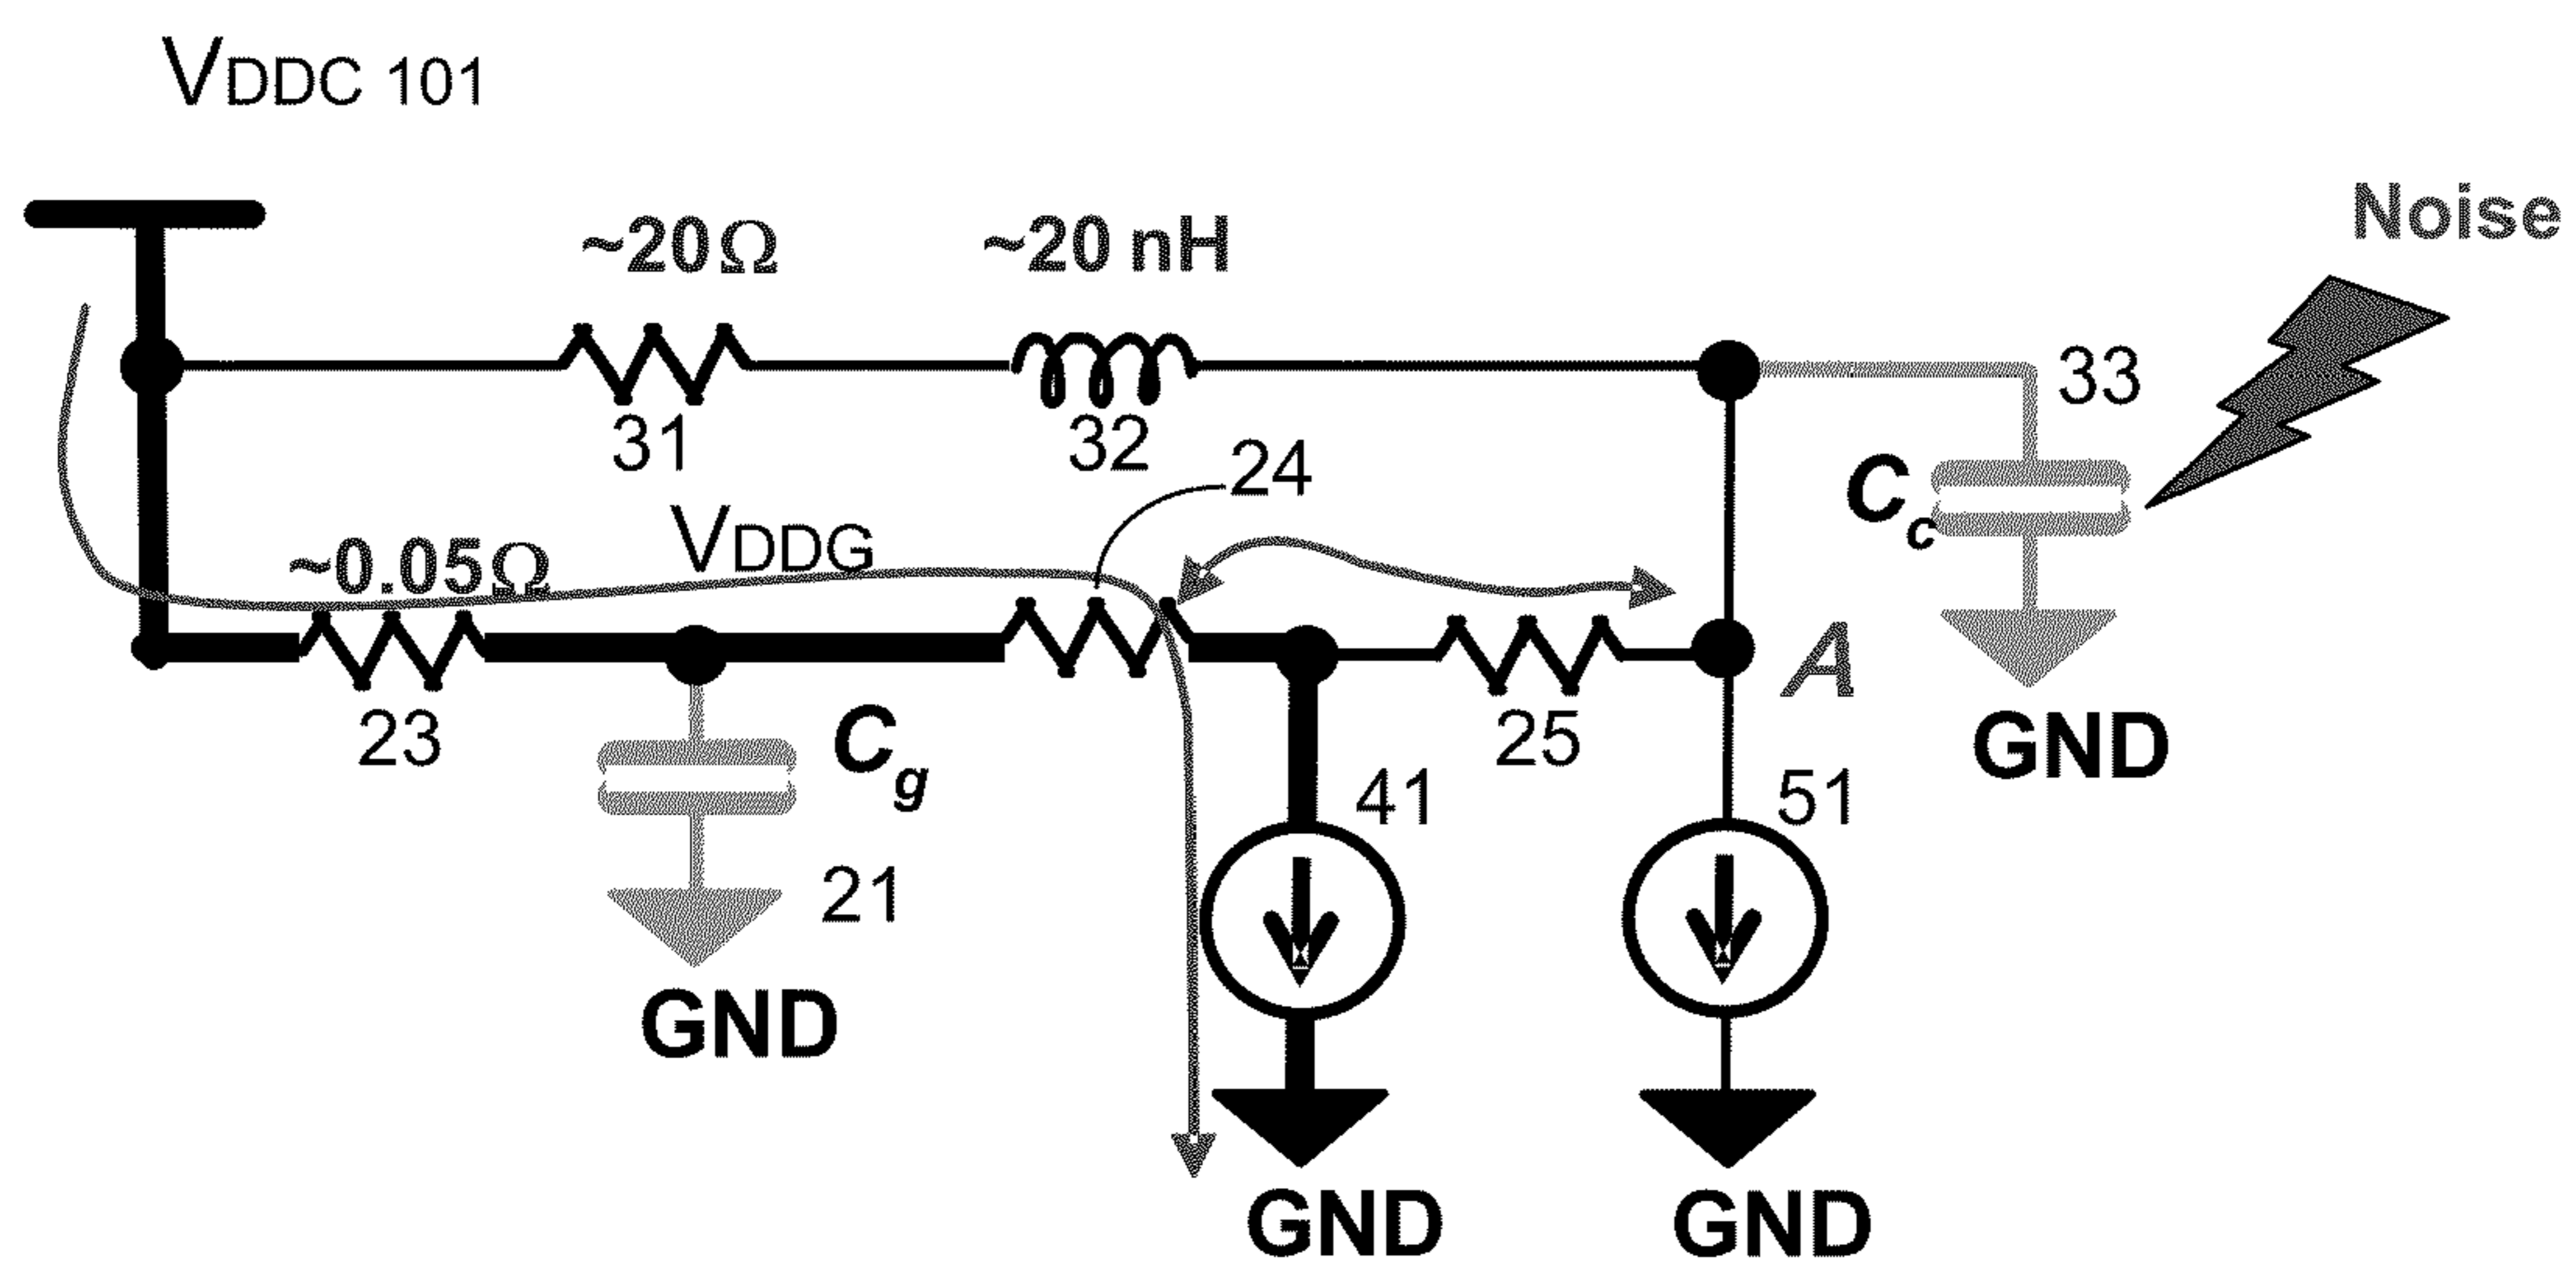 VDDC 101
Noise
~20Ω
~20 nH
33
31
32
24
Cc
VDDG
~0.05Ω
A
23
Cg
25
GND
41
51
21
GND
GND
GND